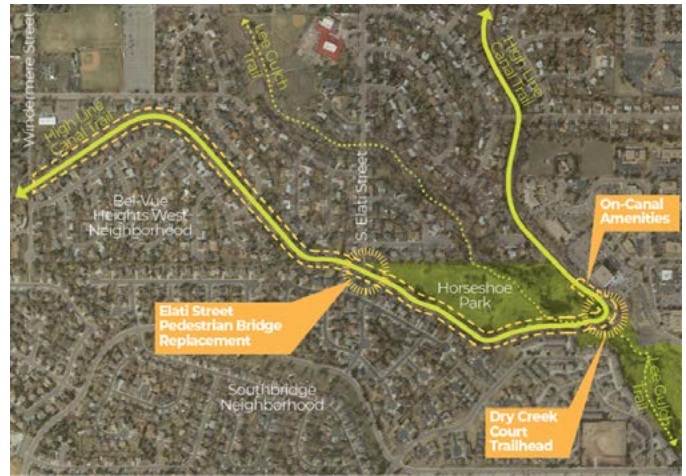 Windermere Street
Lee Gulch
Trail
High Line
Canal Trail
High Line
Canal Trail
S. Elati Street
Bel-Vue
Heights West
Neighborhood
On-Canal
Amenities
Horseshoe
Park
Elati Street
Pedestrian Bridge
Replacement
Southbridge
Neighborhood
Dry Creek
Court
Trailhead
Lee Gulch
Trail